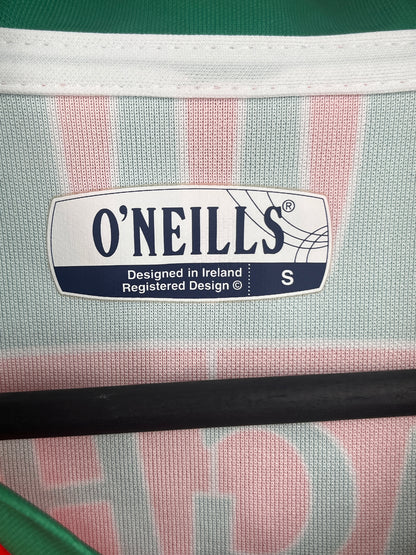 O'NEILLS®
Designed in Ireland
Registered Design ©
S